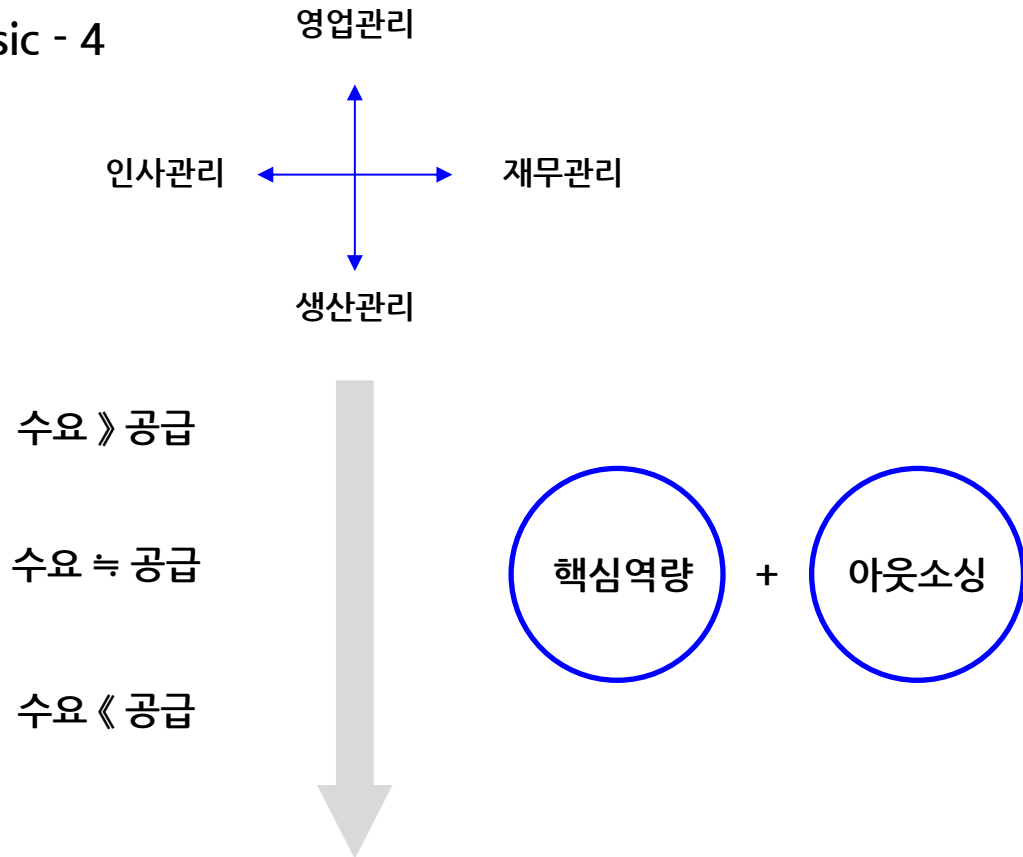 sic - 4
영업관리
인사관리
재무관리
생산관리
수요 》 공급
수요 ≒ 공급
핵심역량 + 아웃소싱
수요 《 공급